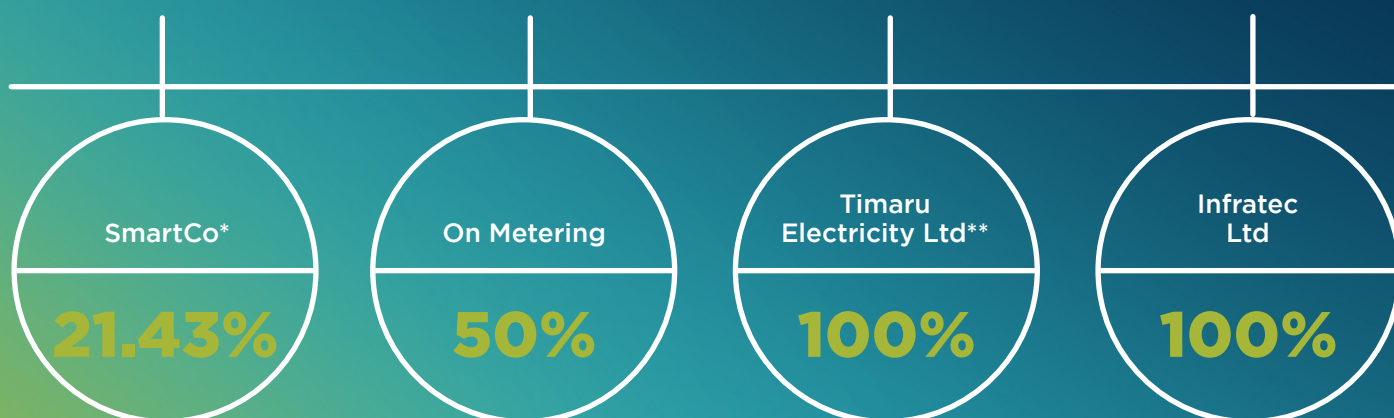 SmartCo*
21.43%
On Metering
50%
Timaru
Electricity Ltd**
100%
Infratec
Ltd
100%